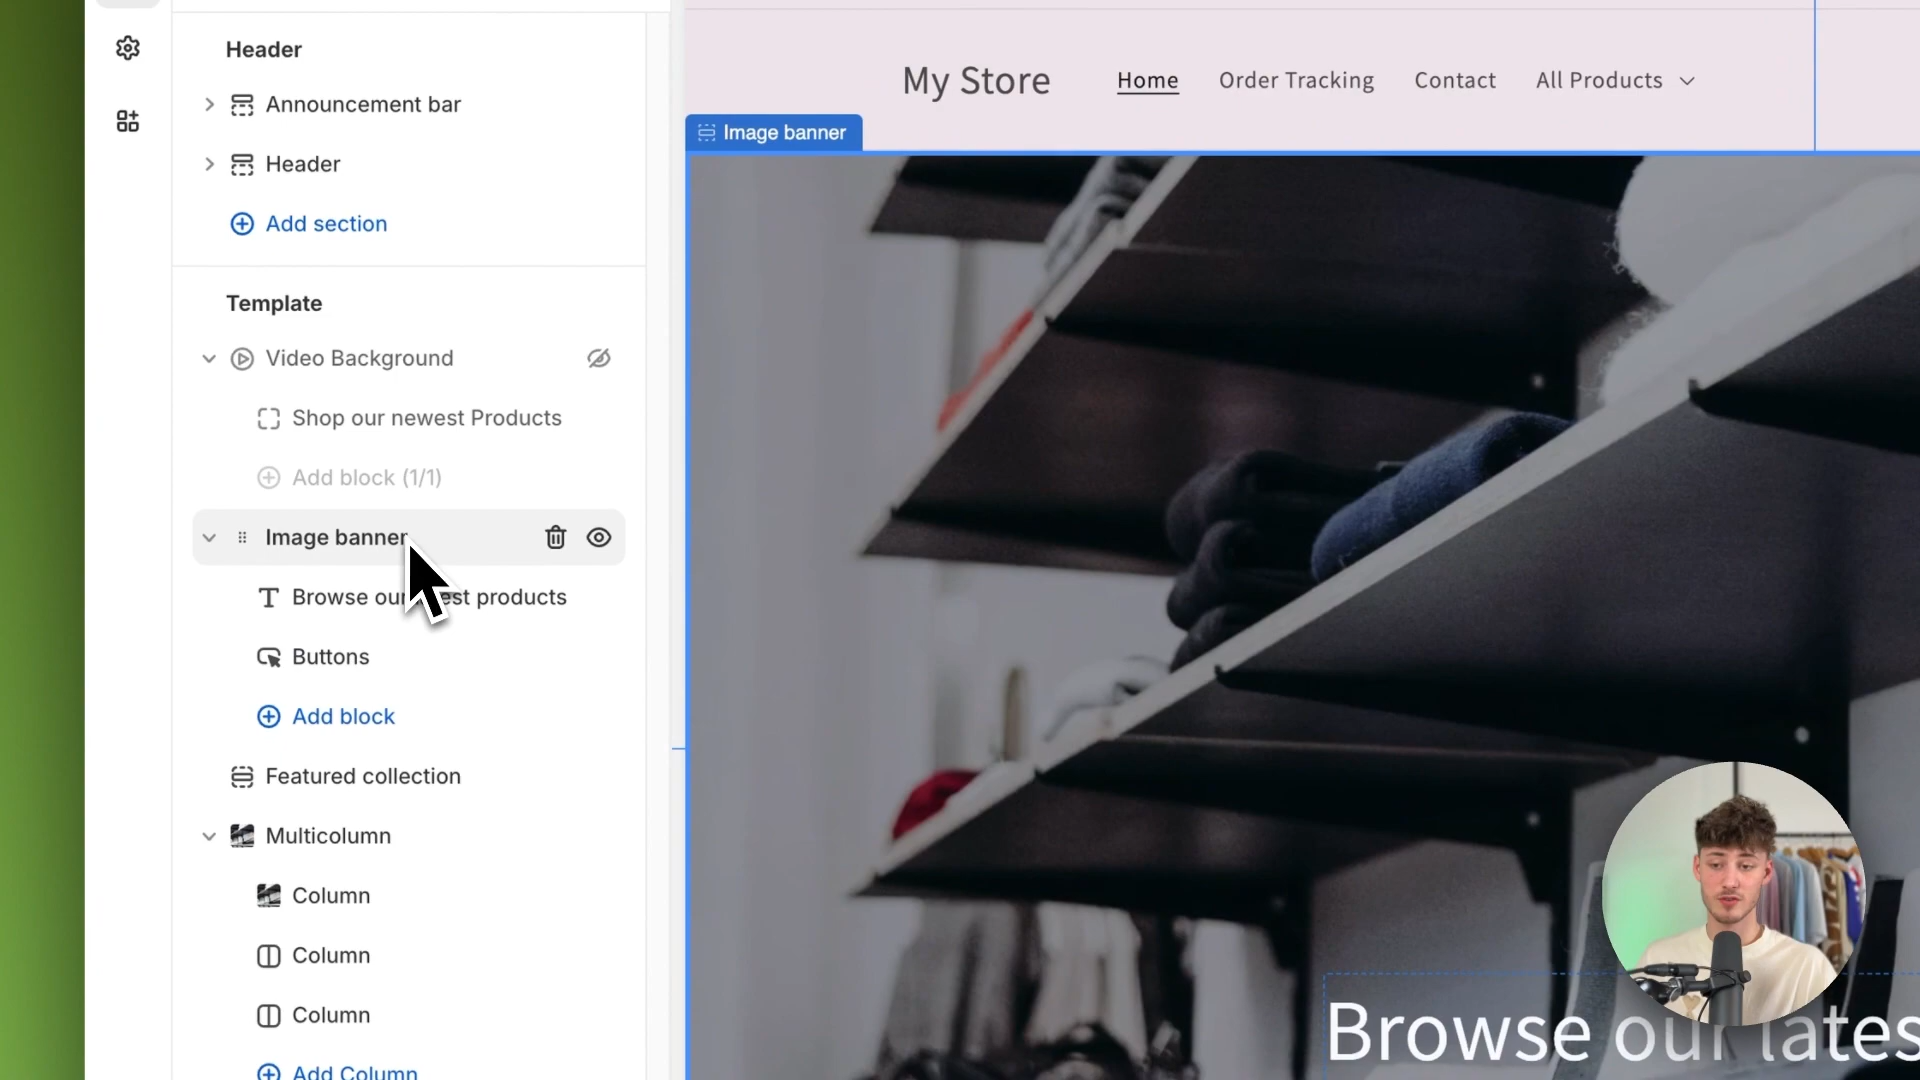 Header
Announcement bar
Header
Add section
Template
Video Background
Shop our newest Products
Add block (1/1)
Image banner
Browse our est products
Buttons
Add block
Featured collection
Multicolumn
Column
Column
Column
Add Column
My Store
Home
Order Tracking
Contact
All Products
Image banner
Browse our lates